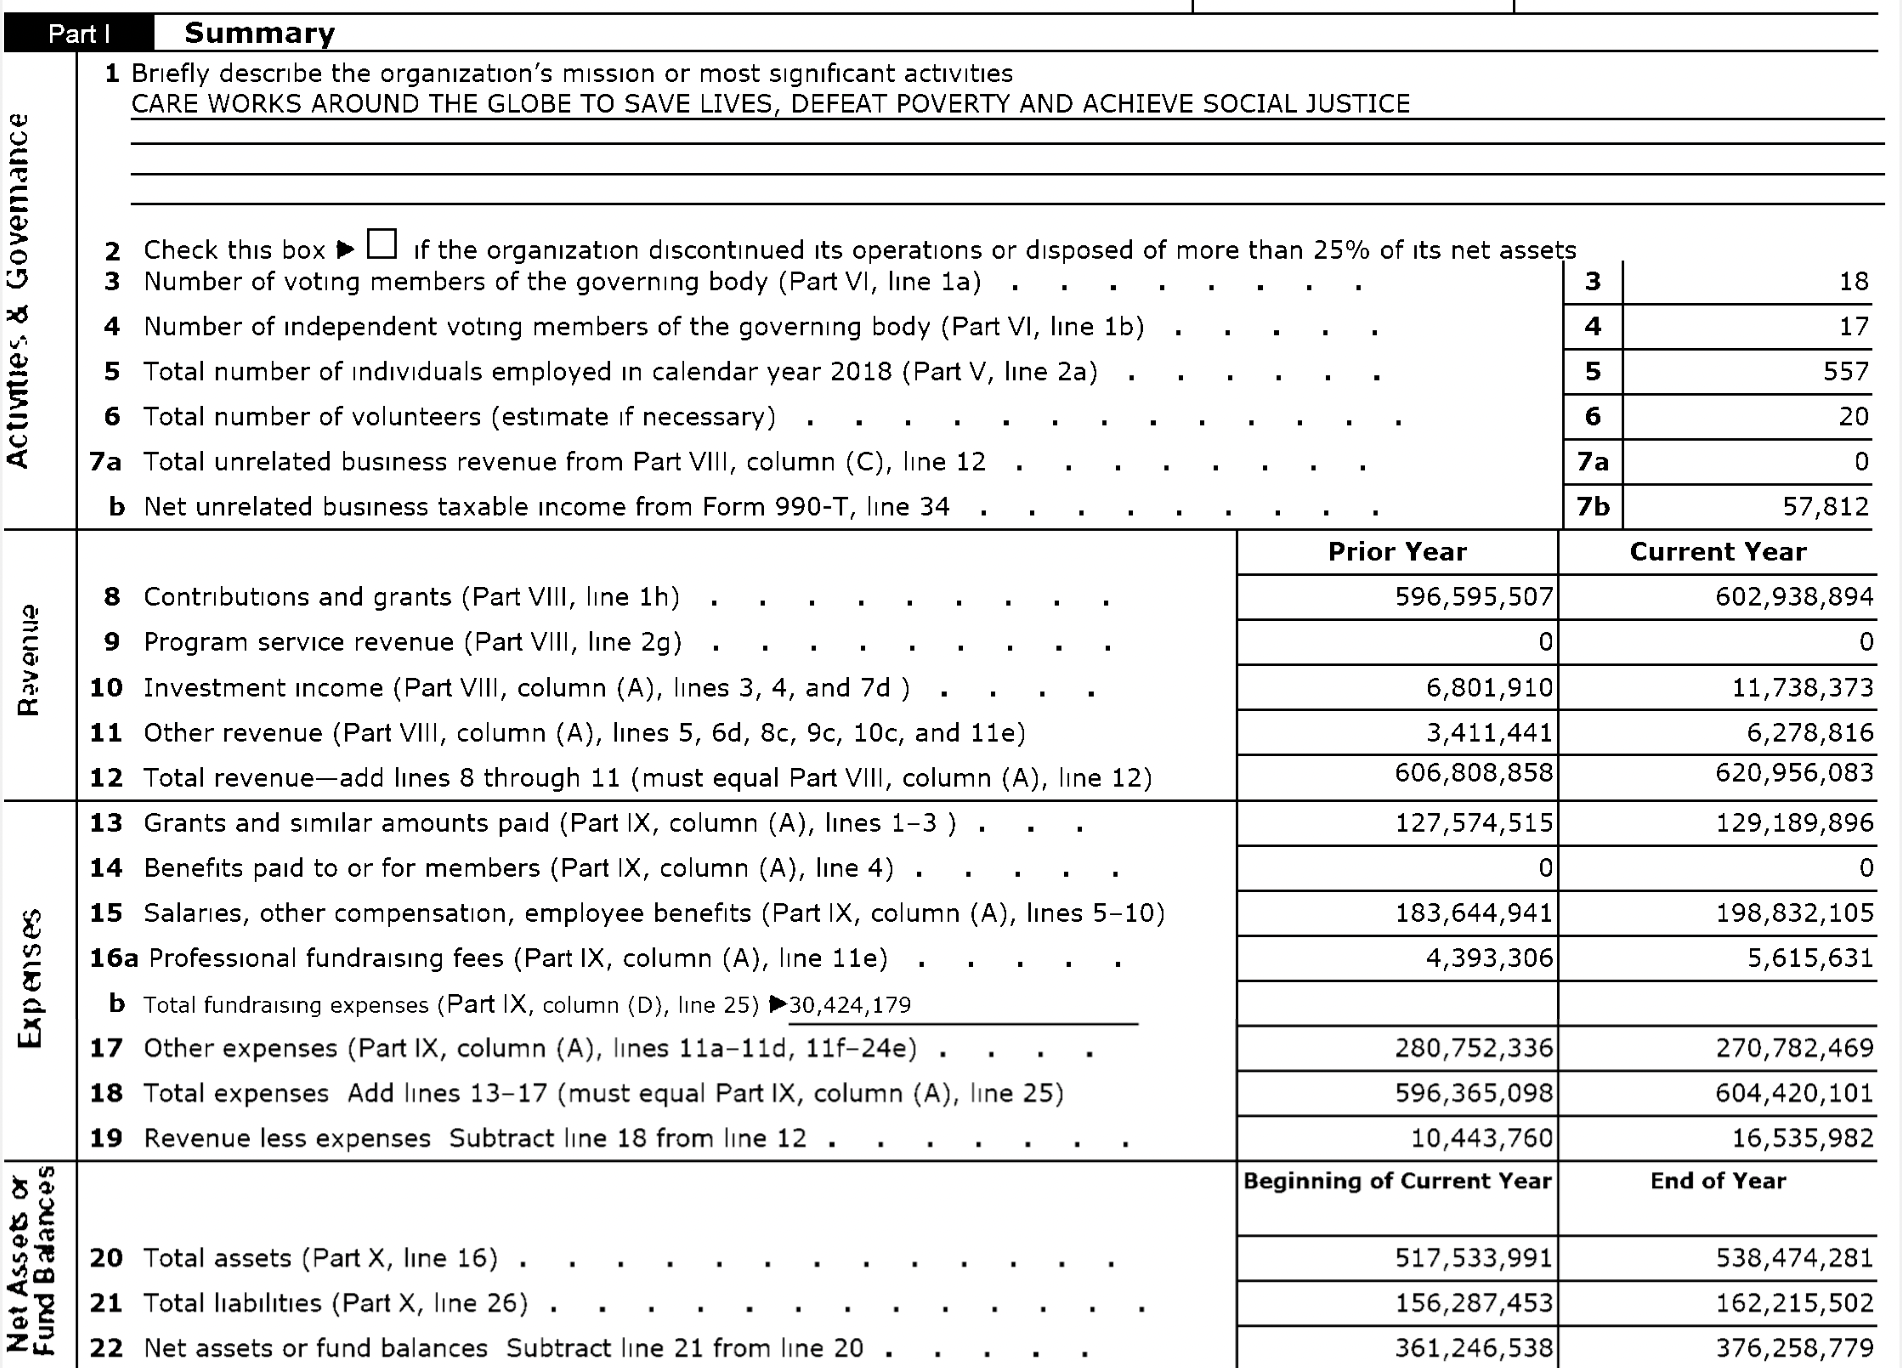 Part I Summary
1 Briefly describe the organization's mission or most significant activities
CARE WORKS AROUND THE GLOBE TO SAVE LIVES, DEFEAT POVERTY AND ACHIEVE SOCIAL JUSTICE
Activities & Governance
2 Check this box ▶ ☐ if the organization discontinued its operations or disposed of more than 25% of its net assets
3 Number of voting members of the governing body (Part VI, line 1a) . . . . . . . . 3 18
4 Number of independent voting members of the governing body (Part VI, line 1b) . . . . . 4 17
5 Total number of individuals employed in calendar year 2018 (Part V, line 2a) . . . . . . 5 557
6 Total number of volunteers (estimate if necessary) . . . . . . . . . . . . . 6 20
7a Total unrelated business revenue from Part VIII, column (C), line 12 . . . . . . . . 7a 0
b Net unrelated business taxable income from Form 990-T, line 34 . . . . . . . . . 7b 57,812
Prior Year Current Year
Revenue
8 Contributions and grants (Part VIII, line 1h) . . . . . . . . . 596,595,507 602,938,894
9 Program service revenue (Part VIII, line 2g) . . . . . . . . . 0 0
10 Investment income (Part VIII, column (A), lines 3, 4, and 7d ) . . . . 6,801,910 11,738,373
11 Other revenue (Part VIII, column (A), lines 5, 6d, 8c, 9c, 10c, and 11e) 3,411,441 6,278,816
12 Total revenue—add lines 8 through 11 (must equal Part VIII, column (A), line 12) 606,808,858 620,956,083
Expenses
13 Grants and similar amounts paid (Part IX, column (A), lines 1–3 ) . . . 127,574,515 129,189,896
14 Benefits paid to or for members (Part IX, column (A), line 4) . . . . . 0 0
15 Salaries, other compensation, employee benefits (Part IX, column (A), lines 5–10) 183,644,941 198,832,105
16a Professional fundraising fees (Part IX, column (A), line 11e) . . . . . 4,393,306 5,615,631
b Total fundraising expenses (Part IX, column (D), line 25) ▶30,424,179
17 Other expenses (Part IX, column (A), lines 11a–11d, 11f–24e) . . . . 280,752,336 270,782,469
18 Total expenses Add lines 13–17 (must equal Part IX, column (A), line 25) 596,365,098 604,420,101
19 Revenue less expenses Subtract line 18 from line 12 . . . . . . . 10,443,760 16,535,982
Net Assets or Fund Balances
Beginning of Current Year End of Year
20 Total assets (Part X, line 16) . . . . . . . . . . . . . 517,533,991 538,474,281
21 Total liabilities (Part X, line 26) . . . . . . . . . . . . . 156,287,453 162,215,502
22 Net assets or fund balances Subtract line 21 from line 20 . . . . . 361,246,538 376,258,779